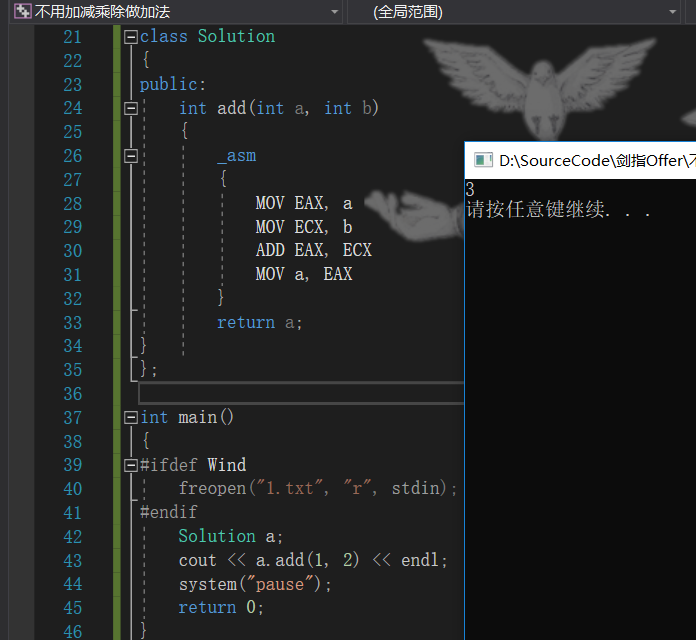 不用加减乘除做加法 (全局范围)
21 class Solution
22 {
23 public:
24 int add(int a, int b)
25 {
26 _asm
27 {
28 MOV EAX, a
29 MOV ECX, b
30 ADD EAX, ECX
31 MOV a, EAX
32 }
33 return a;
34 }
35 };
36
37 int main()
38 {
39 #ifdef Wind
40 freopen("1.txt", "r", stdin);
41 #endif
42 Solution a;
43 cout << a.add(1, 2) << endl;
44 system("pause");
45 return 0;
46 }
D:\SourceCode\剑指Offer\不
3
请按任意键继续. . .